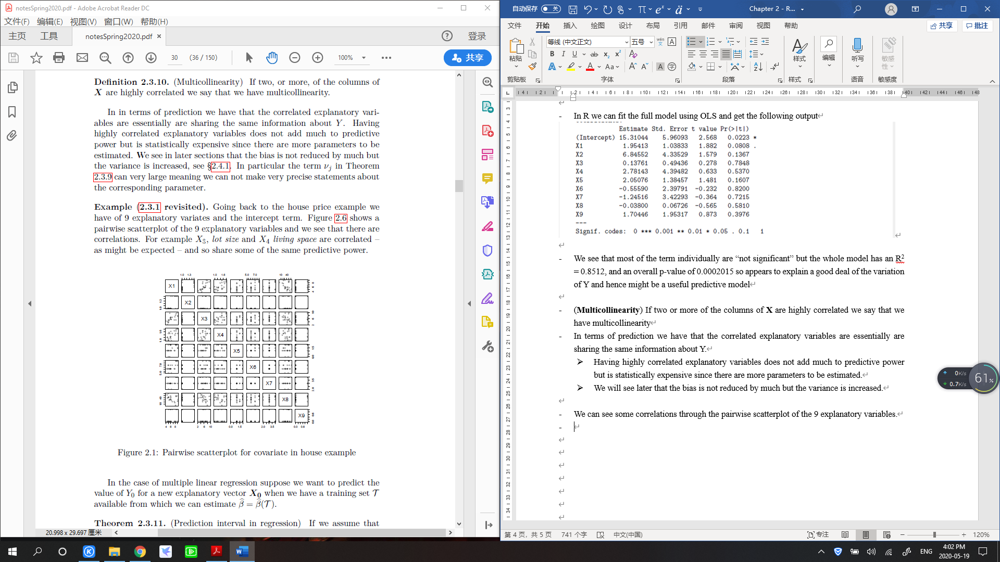 notesSpring2020.pdf - Adobe Acrobat Reader DC
文件(F) 编辑(E) 视图(V) 窗口(W) 帮助(H)
主页 工具 notesSpring2020.pdf × 登录
30 (36 / 150) 100% 共享
Definition 2.3.10. (Multicollinearity) If two, or more, of the columns of
X are highly correlated we say that we have multicollinearity.
In in terms of prediction we have that the correlated explanatory vari-
ables are essentially are sharing the same information about Y. Having
highly correlated explanatory variables does not add much to predictive
power but is statistically expensive since there are more parameters to be
estimated. We see in later sections that the bias is not reduced by much but
the variance is increased, see §2.4.1. In particular the term νj in Theorem
2.3.9 can very large meaning we can not make very precise statements about
the corresponding parameter.
Example (2.3.1 revisited). Going back to the house price example we
have of 9 explanatory variates and the intercept term. Figure 2.6 shows a
pairwise scatterplot of the 9 explanatory variables and we see that there are
correlations. For example X3, lot size and X4 living space are correlated –
as might be expected – and so share some of the same predictive power.
X1
X2
X3
X4
X5
X6
X7
X8
X9
Figure 2.1: Pairwise scatterplot for covariate in house example
In the case of multiple linear regression suppose we want to predict the
value of Y0 for a new explanatory vector X0 when we have a training set T
available from which we can estimate β̂ = β̂(T).
Theorem 2.3.11. (Prediction interval in regression) If we assume that
20.998 x 29.697 厘米
自动保存 关 Chapter 2 - R...
文件 开始 插入 绘图 设计 布局 引用 邮件 审阅 视图 帮助 共享 批注
等线 (中文正文) 五号
粘贴 样式 编辑 听写 敏感性
剪贴板 字体 段落 样式 语音 敏感度
- In R we can fit the full model using OLS and get the following output
Estimate Std. Error t value Pr(>|t|)
(Intercept) 15.31044 5.96093 2.568 0.0223 *
X1 1.95413 1.03833 1.882 0.0808 .
X2 6.84552 4.33529 1.579 0.1367
X3 0.13761 0.49436 0.278 0.7848
X4 2.78143 4.39482 0.633 0.5370
X5 2.05076 1.38457 1.481 0.1607
X6 -0.55590 2.39791 -0.232 0.8200
X7 -1.24516 3.42293 -0.364 0.7215
X8 -0.03800 0.06726 -0.565 0.5810
X9 1.70446 1.95317 0.873 0.3976
---
Signif. codes: 0 *** 0.001 ** 0.01 * 0.05 . 0.1 1
- We see that most of the term individually are “not significant” but the whole model has an R²
= 0.8512, and an overall p-value of 0.0002015 so appears to explain a good deal of the variation
of Y and hence might be a useful predictive model
- (Multicollinearity) If two or more of the columns of X are highly correlated we say that we
have multicollinearity
- In terms of prediction we have that the correlated explanatory variables are essentially are
sharing the same information about Y.
➢ Having highly correlated explanatory variables does not add much to predictive power
but is statistically expensive since there are more parameters to be estimated.
➢ We will see later that the bias is not reduced by much but the variance is increased.
- We can see some correlations through the pairwise scatterplot of the 9 explanatory variables.
-
0K/s
0.7K/s
61%
第 4 页，共 5 页 741 个字 中文(中国) 专注 120%
ENG 4:02 PM
2020-05-19